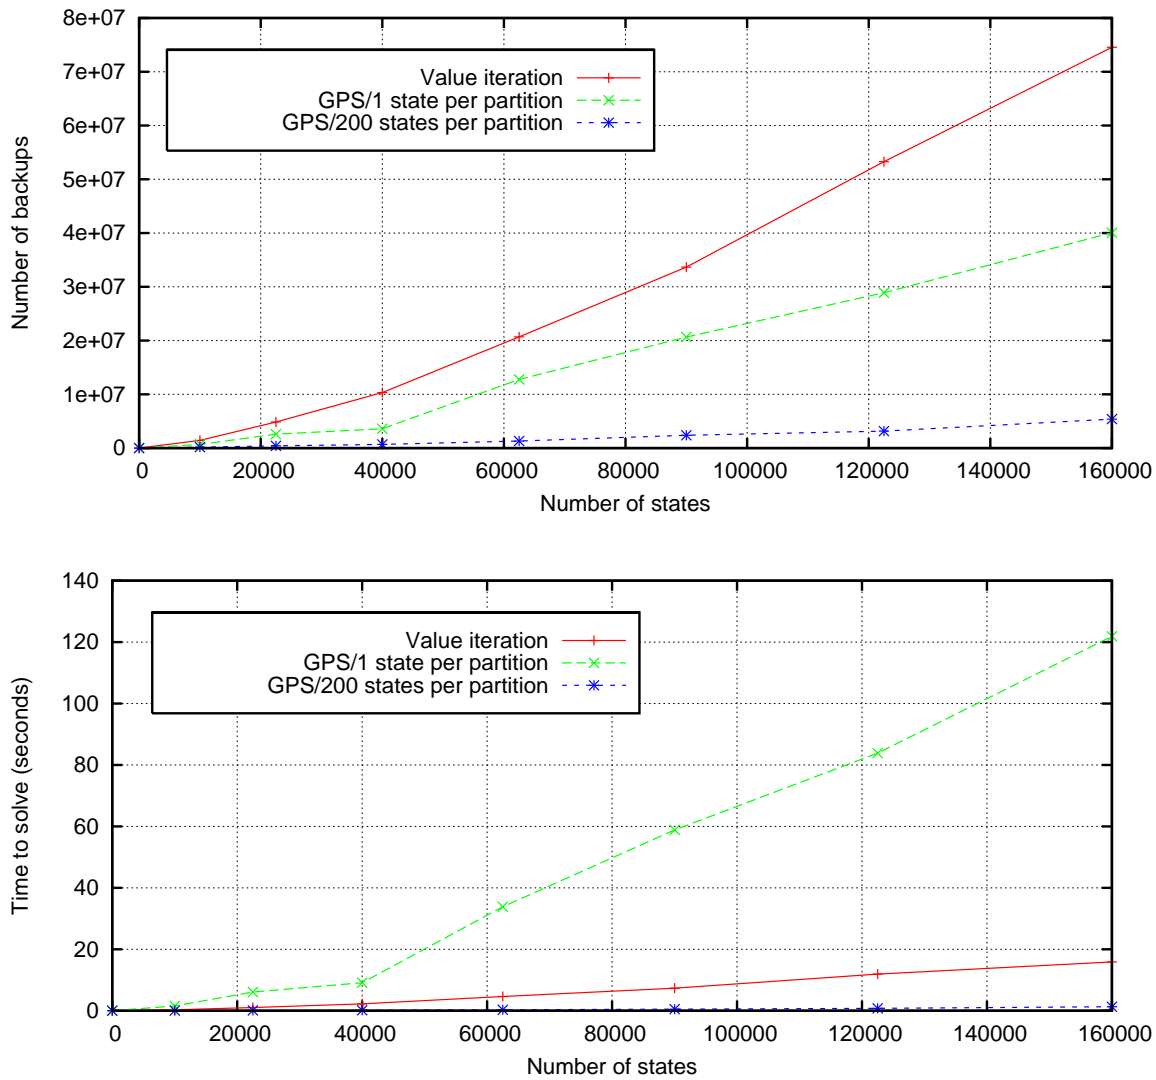 8e+07
7e+07
6e+07
5e+07
4e+07
3e+07
2e+07
1e+07
0
Number of backups
Value iteration
GPS/1 state per partition
GPS/200 states per partition
0 20000 40000 60000 80000 100000 120000 140000 160000
Number of states
140
120
100
80
60
40
20
0
Time to solve (seconds)
Value iteration
GPS/1 state per partition
GPS/200 states per partition
0 20000 40000 60000 80000 100000 120000 140000 160000
Number of states